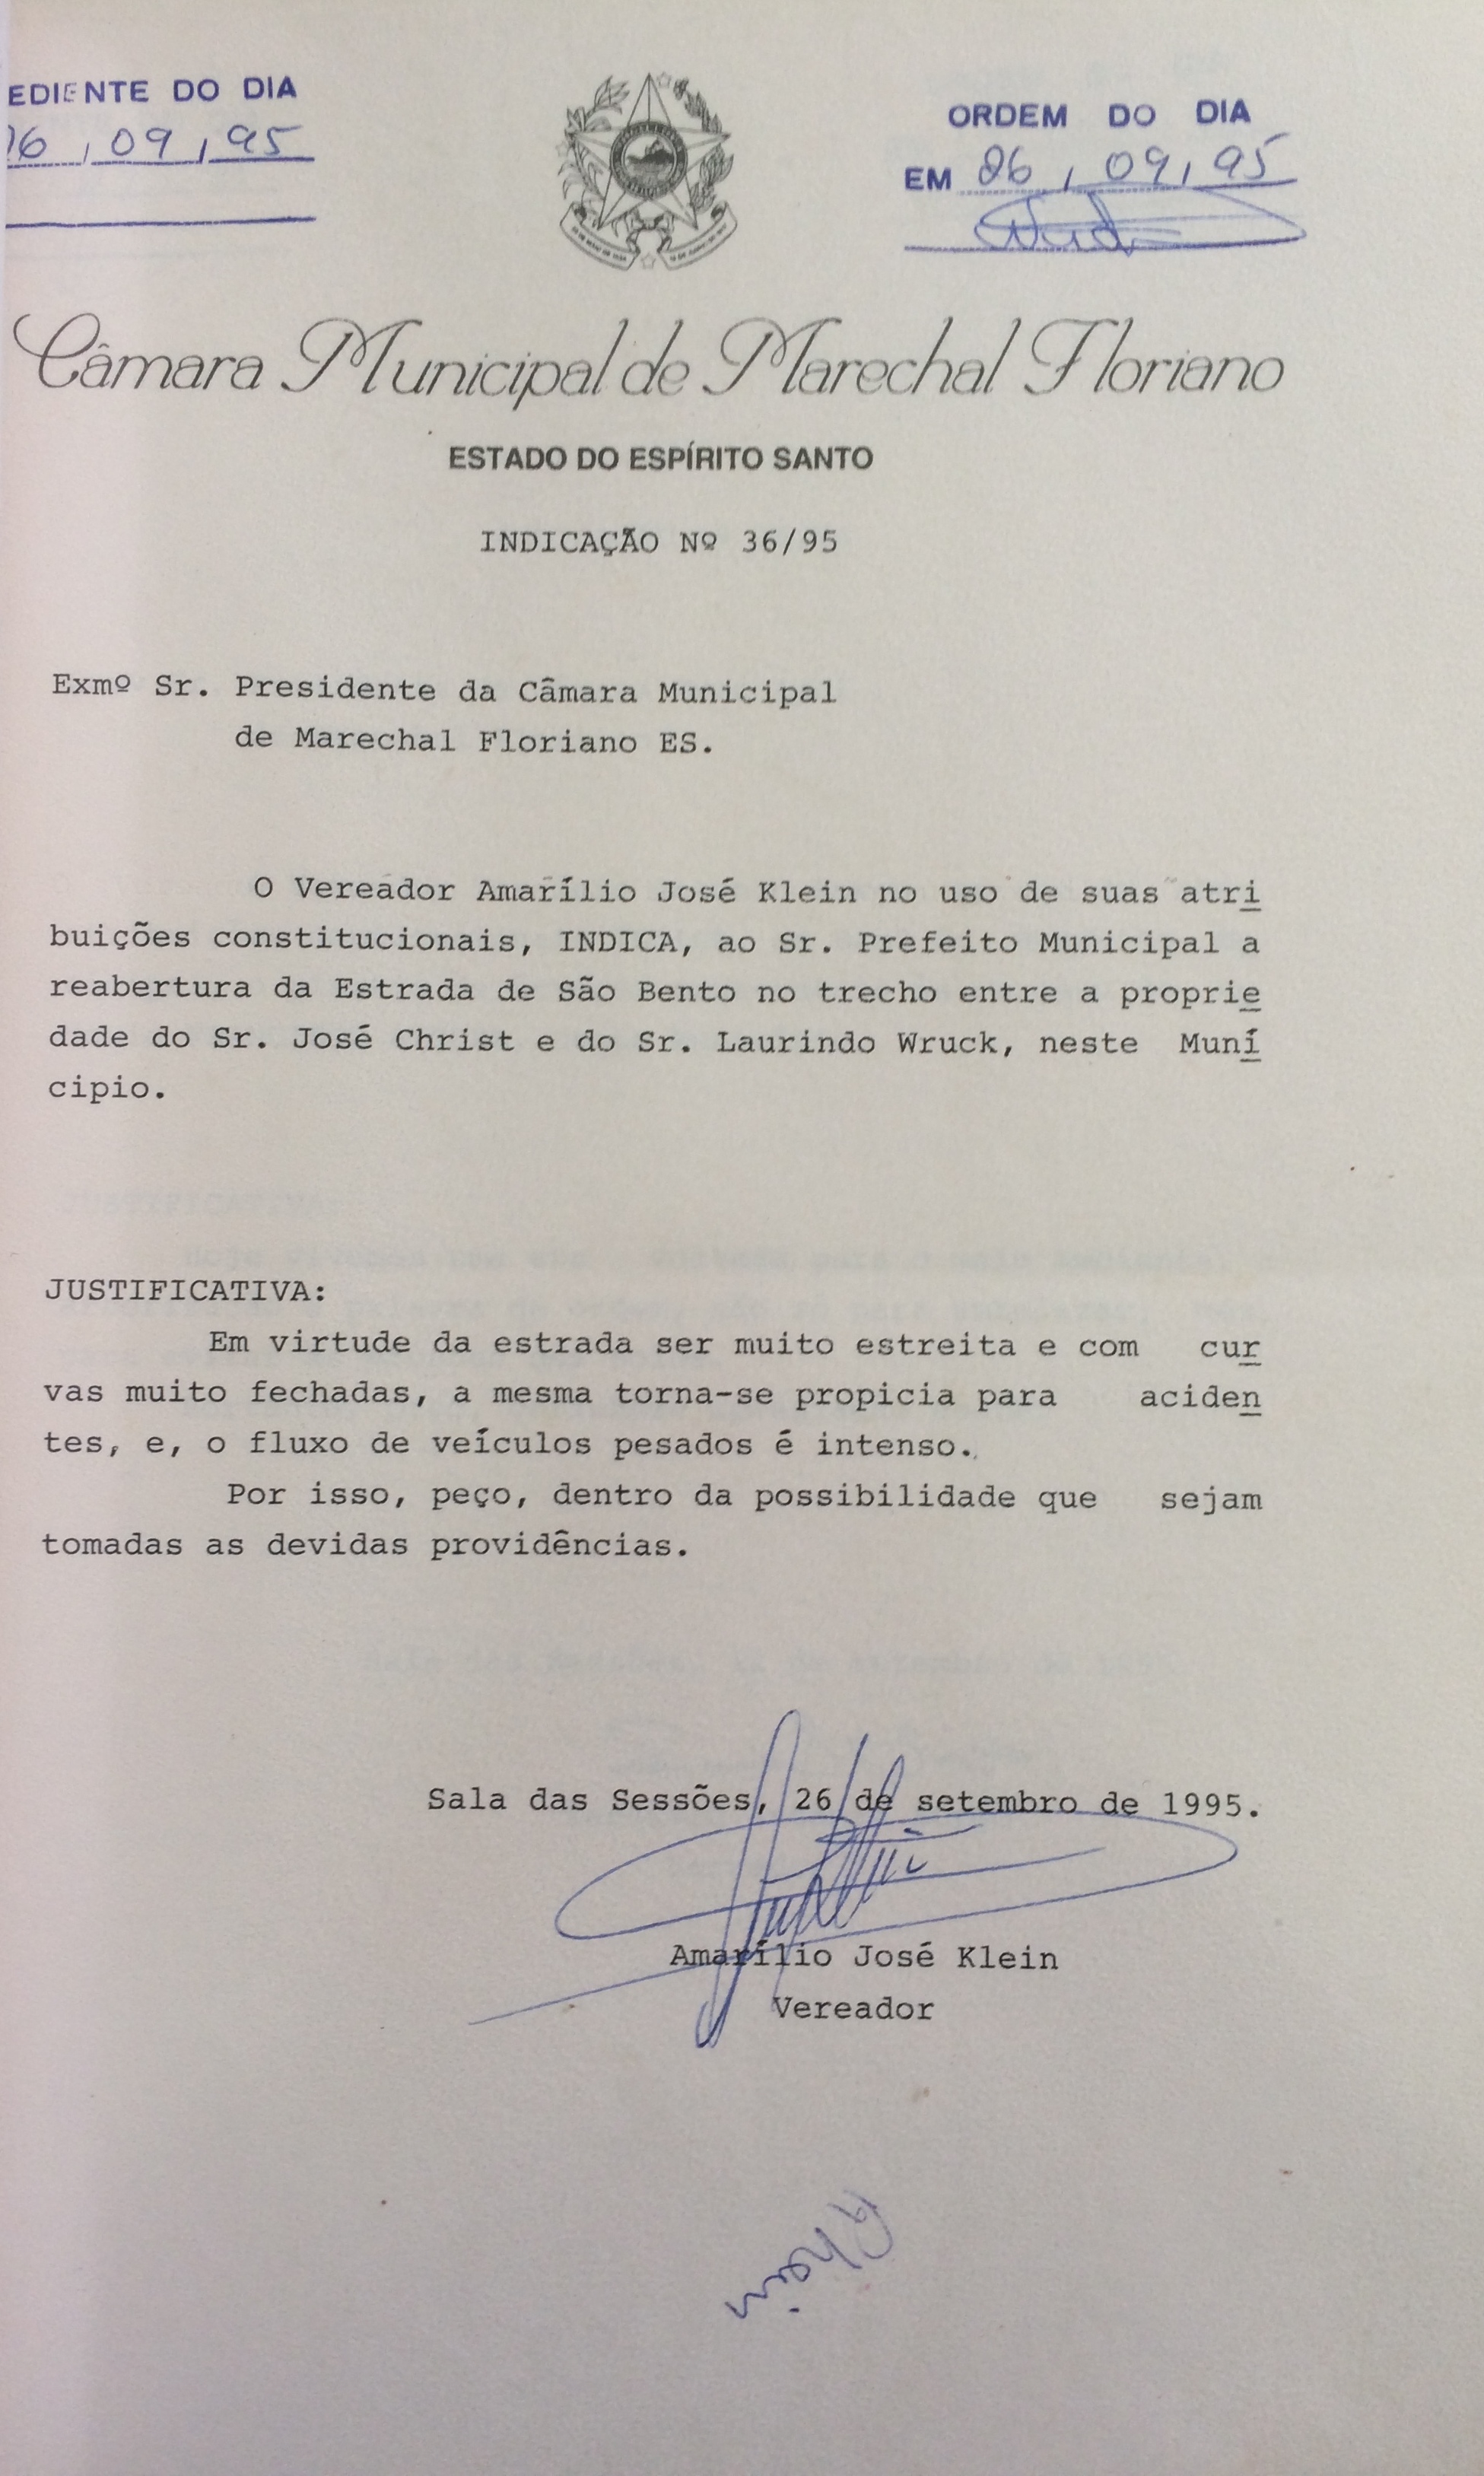 EDIENTE DO DIA
ORDEM DO DIA
16,09,95
EM 26,09,95
Câmara Municipal de Marechal Floriano
ESTADO DO ESPÍRITO SANTO
INDICAÇÃO Nº 36/95
Exmº Sr. Presidente da Câmara Municipal
de Marechal Floriano ES.
O Vereador Amarílio José Klein no uso de suas atri
buições constitucionais, INDICA, ao Sr. Prefeito Municipal a
reabertura da Estrada de São Bento no trecho entre a proprie
dade do Sr. José Christ e do Sr. Laurindo Wruck, neste Muní
cipio.
JUSTIFICATIVA:
Em virtude da estrada ser muito estreita e com cur
vas muito fechadas, a mesma torna-se propicia para aciden
tes, e, o fluxo de veículos pesados é intenso.
Por isso, peço, dentro da possibilidade que sejam
tomadas as devidas providências.
Sala das Sessões, 26 de setembro de 1995.
Amarílio José Klein
Vereador